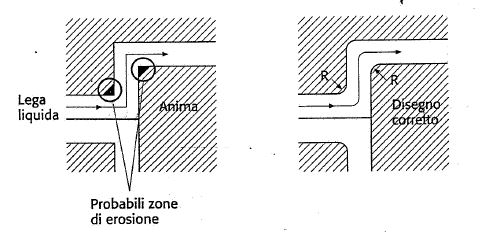 Lega
liquida
Anima
Probabili zone
di erosione
R
R
Disegno
corretto